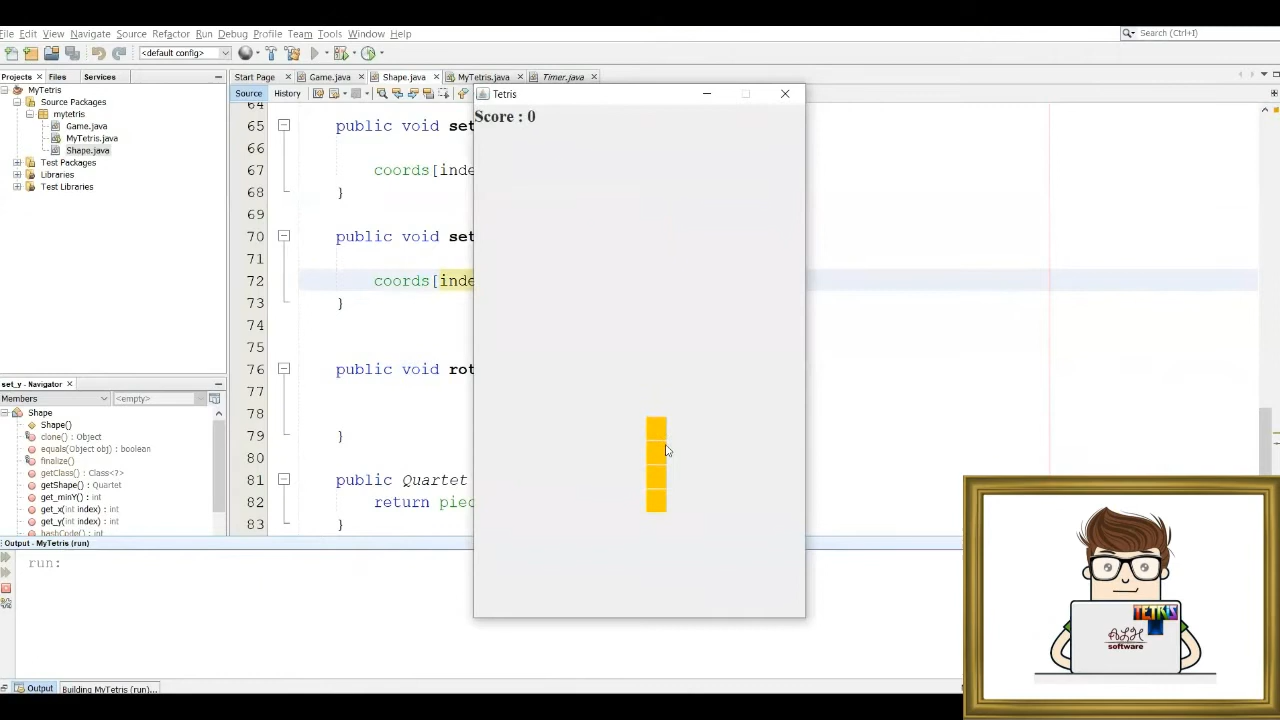 File Edit View Navigate Source Refactor Run Debug Profile Team Tools Window Help
Search (Ctrl+I)
<default config>
Projects Files Services
Start Page Game.java Shape.java MyTetris.java Timer.java
MyTetris
Source Packages
mytetris
Game.java
MyTetris.java
Shape.java
Test Packages
Libraries
Test Libraries
Source History
Tetris
Score : 0
64
65 public void set
66
67 coords[inde
68 }
69
70 public void set
71
72 coords[inde
73 }
74
75
76 public void rot
77
78
79 }
80
81 public Quartet
82 return piec
83 }
set_y - Navigator
Members <empty>
Shape
Shape()
clone() : Object
equals(Object obj) : boolean
finalize()
getClass() : Class<?>
getShape() : Quartet
get_minY() : int
get_x(int index) : int
get_y(int index) : int
hashCode() : int
Output - MyTetris (run)
run:
Output Building MyTetris (run)...
TETRIS
software